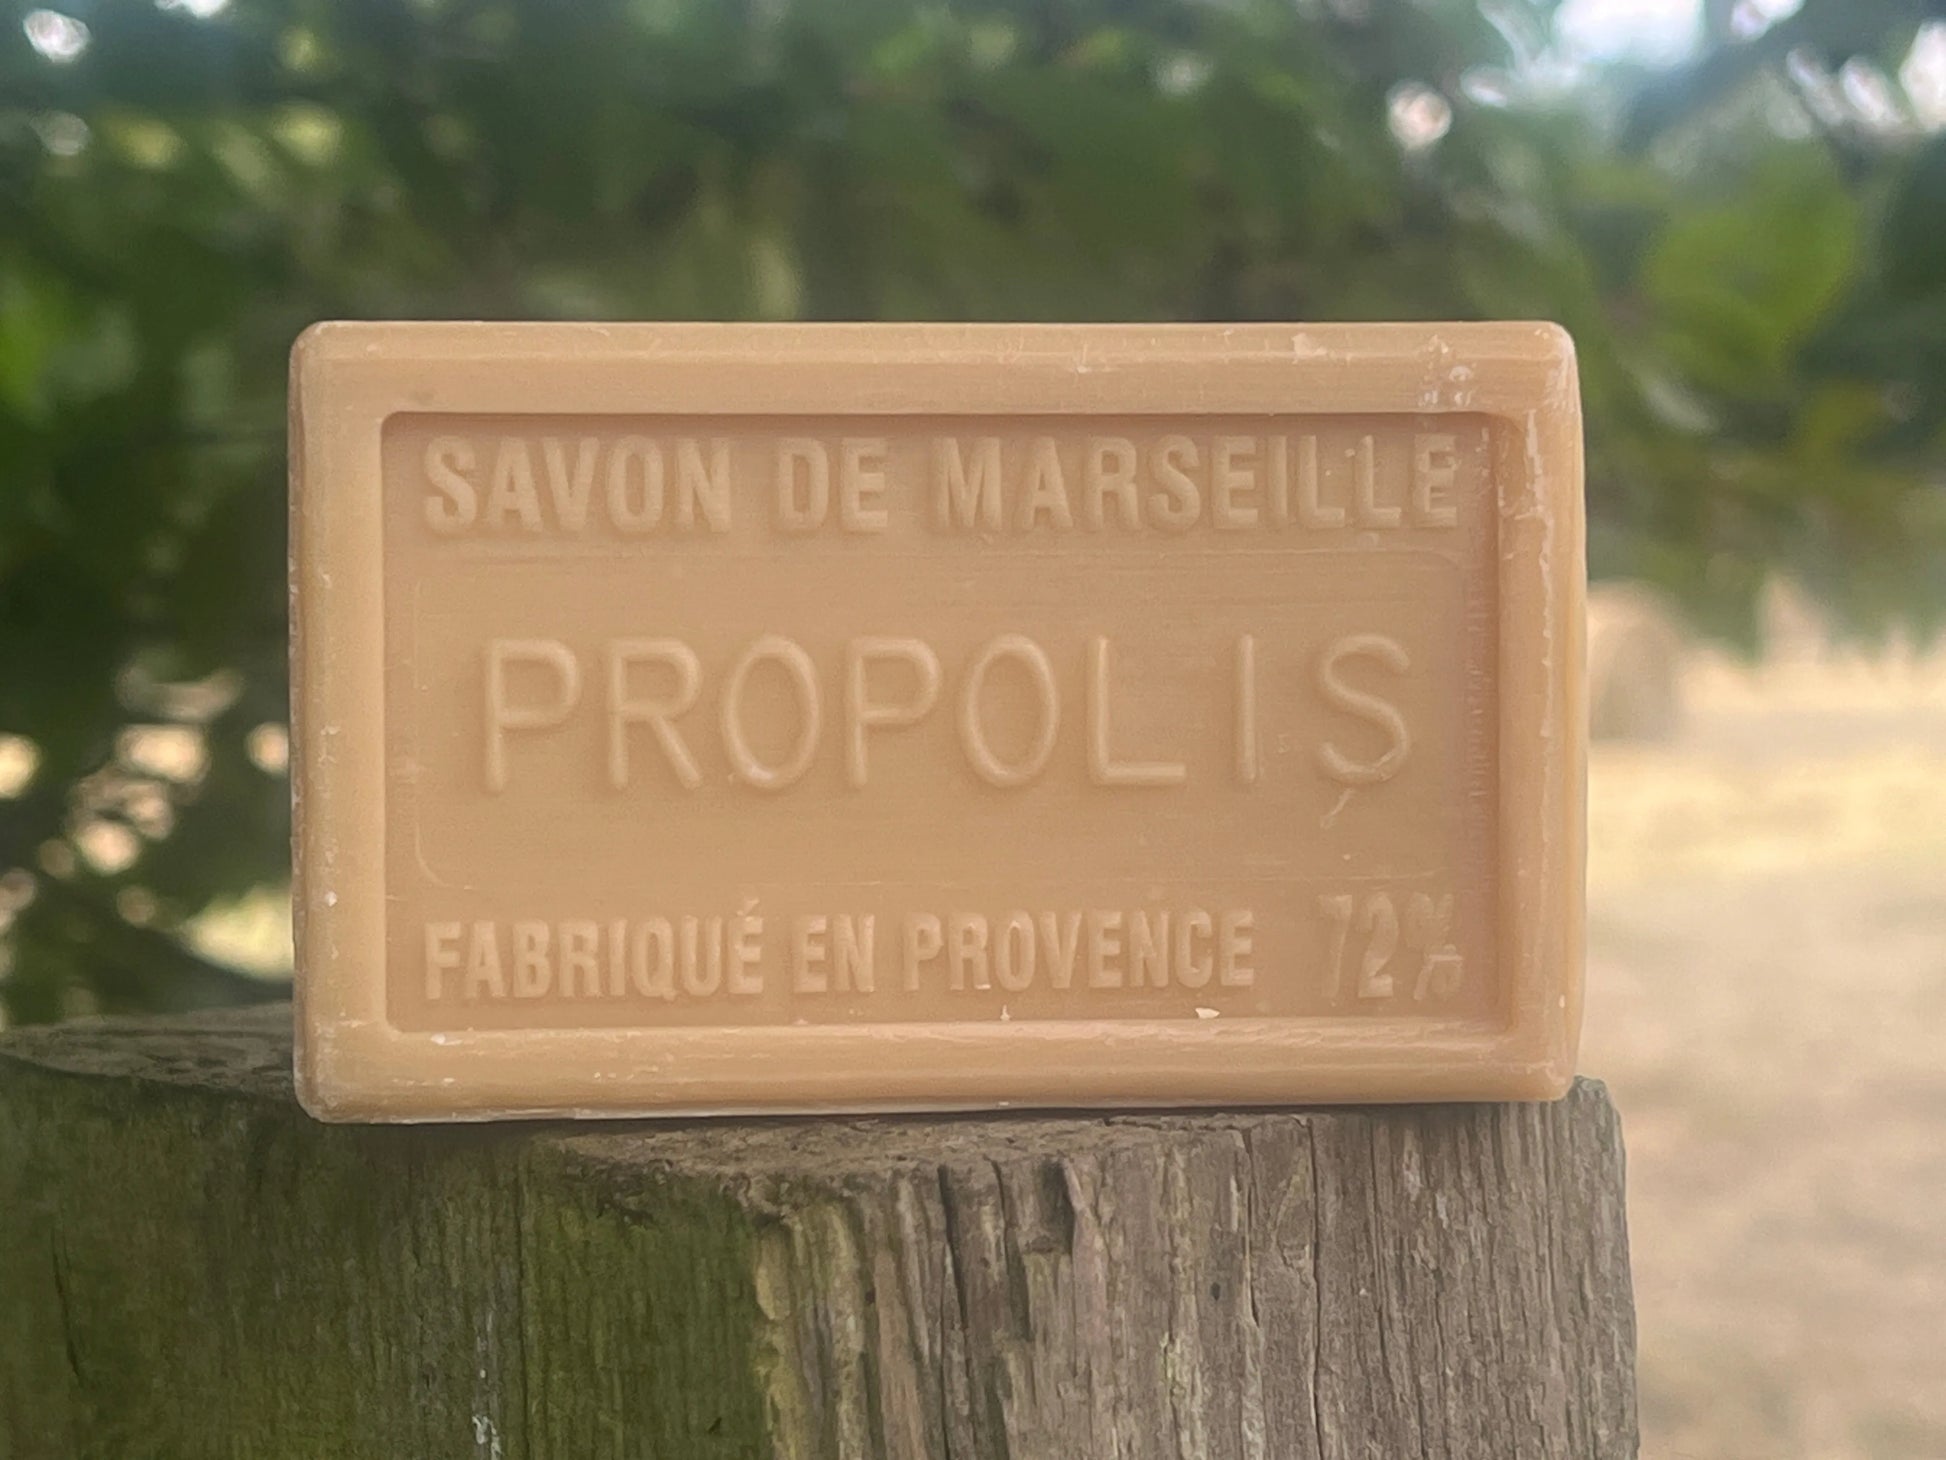 SAVON DE MARSEILLE
PROPOLIS
FABRIQUÉ EN PROVENCE 72%